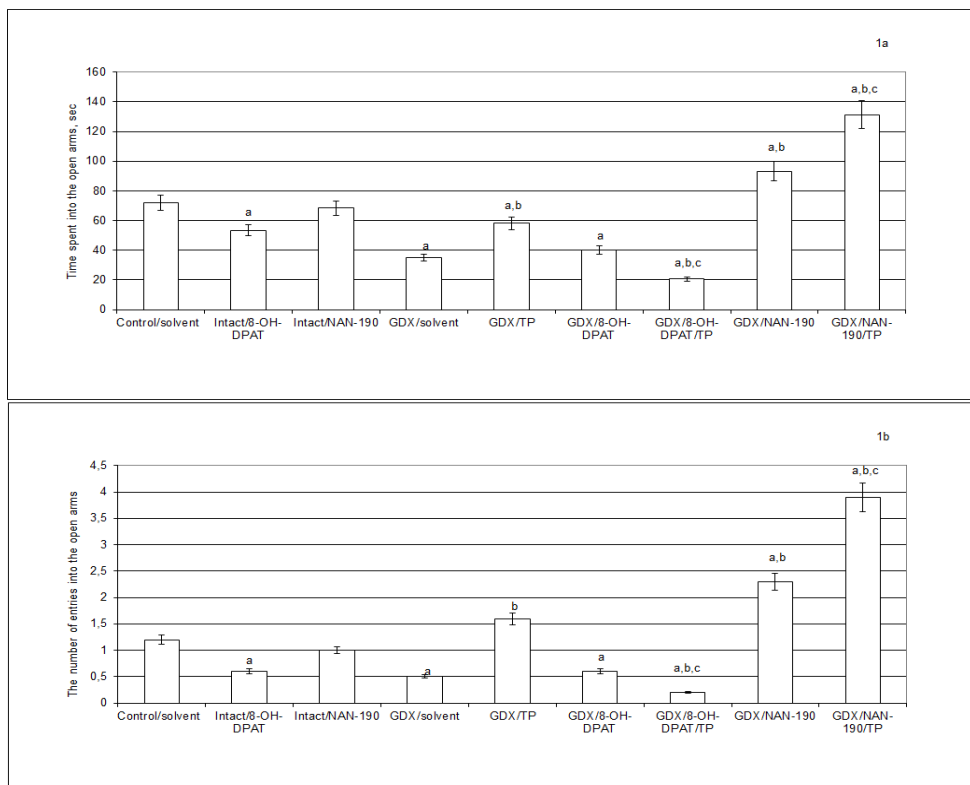 1a
Time spent into the open arms, sec
160
140
120
100
80
60
40
20
0
a
a
a,b
a
a,b,c
a,b
a,b,c
Control/solvent Intact/8-OH-DPAT Intact/NAN-190 GDX/solvent GDX/TP GDX/8-OH-DPAT GDX/8-OH-DPAT/TP GDX/NAN-190 GDX/NAN-190/TP
1b
The number of entries into the open arms
4,5
4
3,5
3
2,5
2
1,5
1
0,5
0
a
a
b
a
a,b,c
a,b
a,b,c
Control/solvent Intact/8-OH-DPAT Intact/NAN-190 GDX/solvent GDX/TP GDX/8-OH-DPAT GDX/8-OH-DPAT/TP GDX/NAN-190 GDX/NAN-190/TP